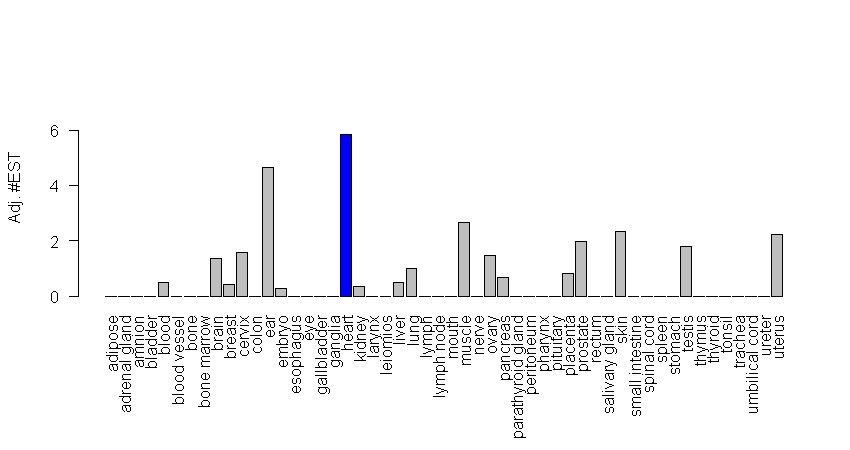 Adj. #EST
6
4
2
0
adipose
adrenal gland
amnion
bladder
blood
blood vessel
bone
bone marrow
brain
breast
cervix
colon
ear
embryo
esophagus
eye
gallbladder
ganglia
heart
kidney
larynx
leiomios
liver
lung
lymph
lymph node
mouth
muscle
nerve
ovary
pancreas
parathyroid gland
peritoneum
pharynx
pituitary
placenta
prostate
rectum
salivary gland
skin
small intestine
spinal cord
spleen
stomach
testis
thymus
thyroid
tonsil
trachea
umbilical cord
ureter
uterus